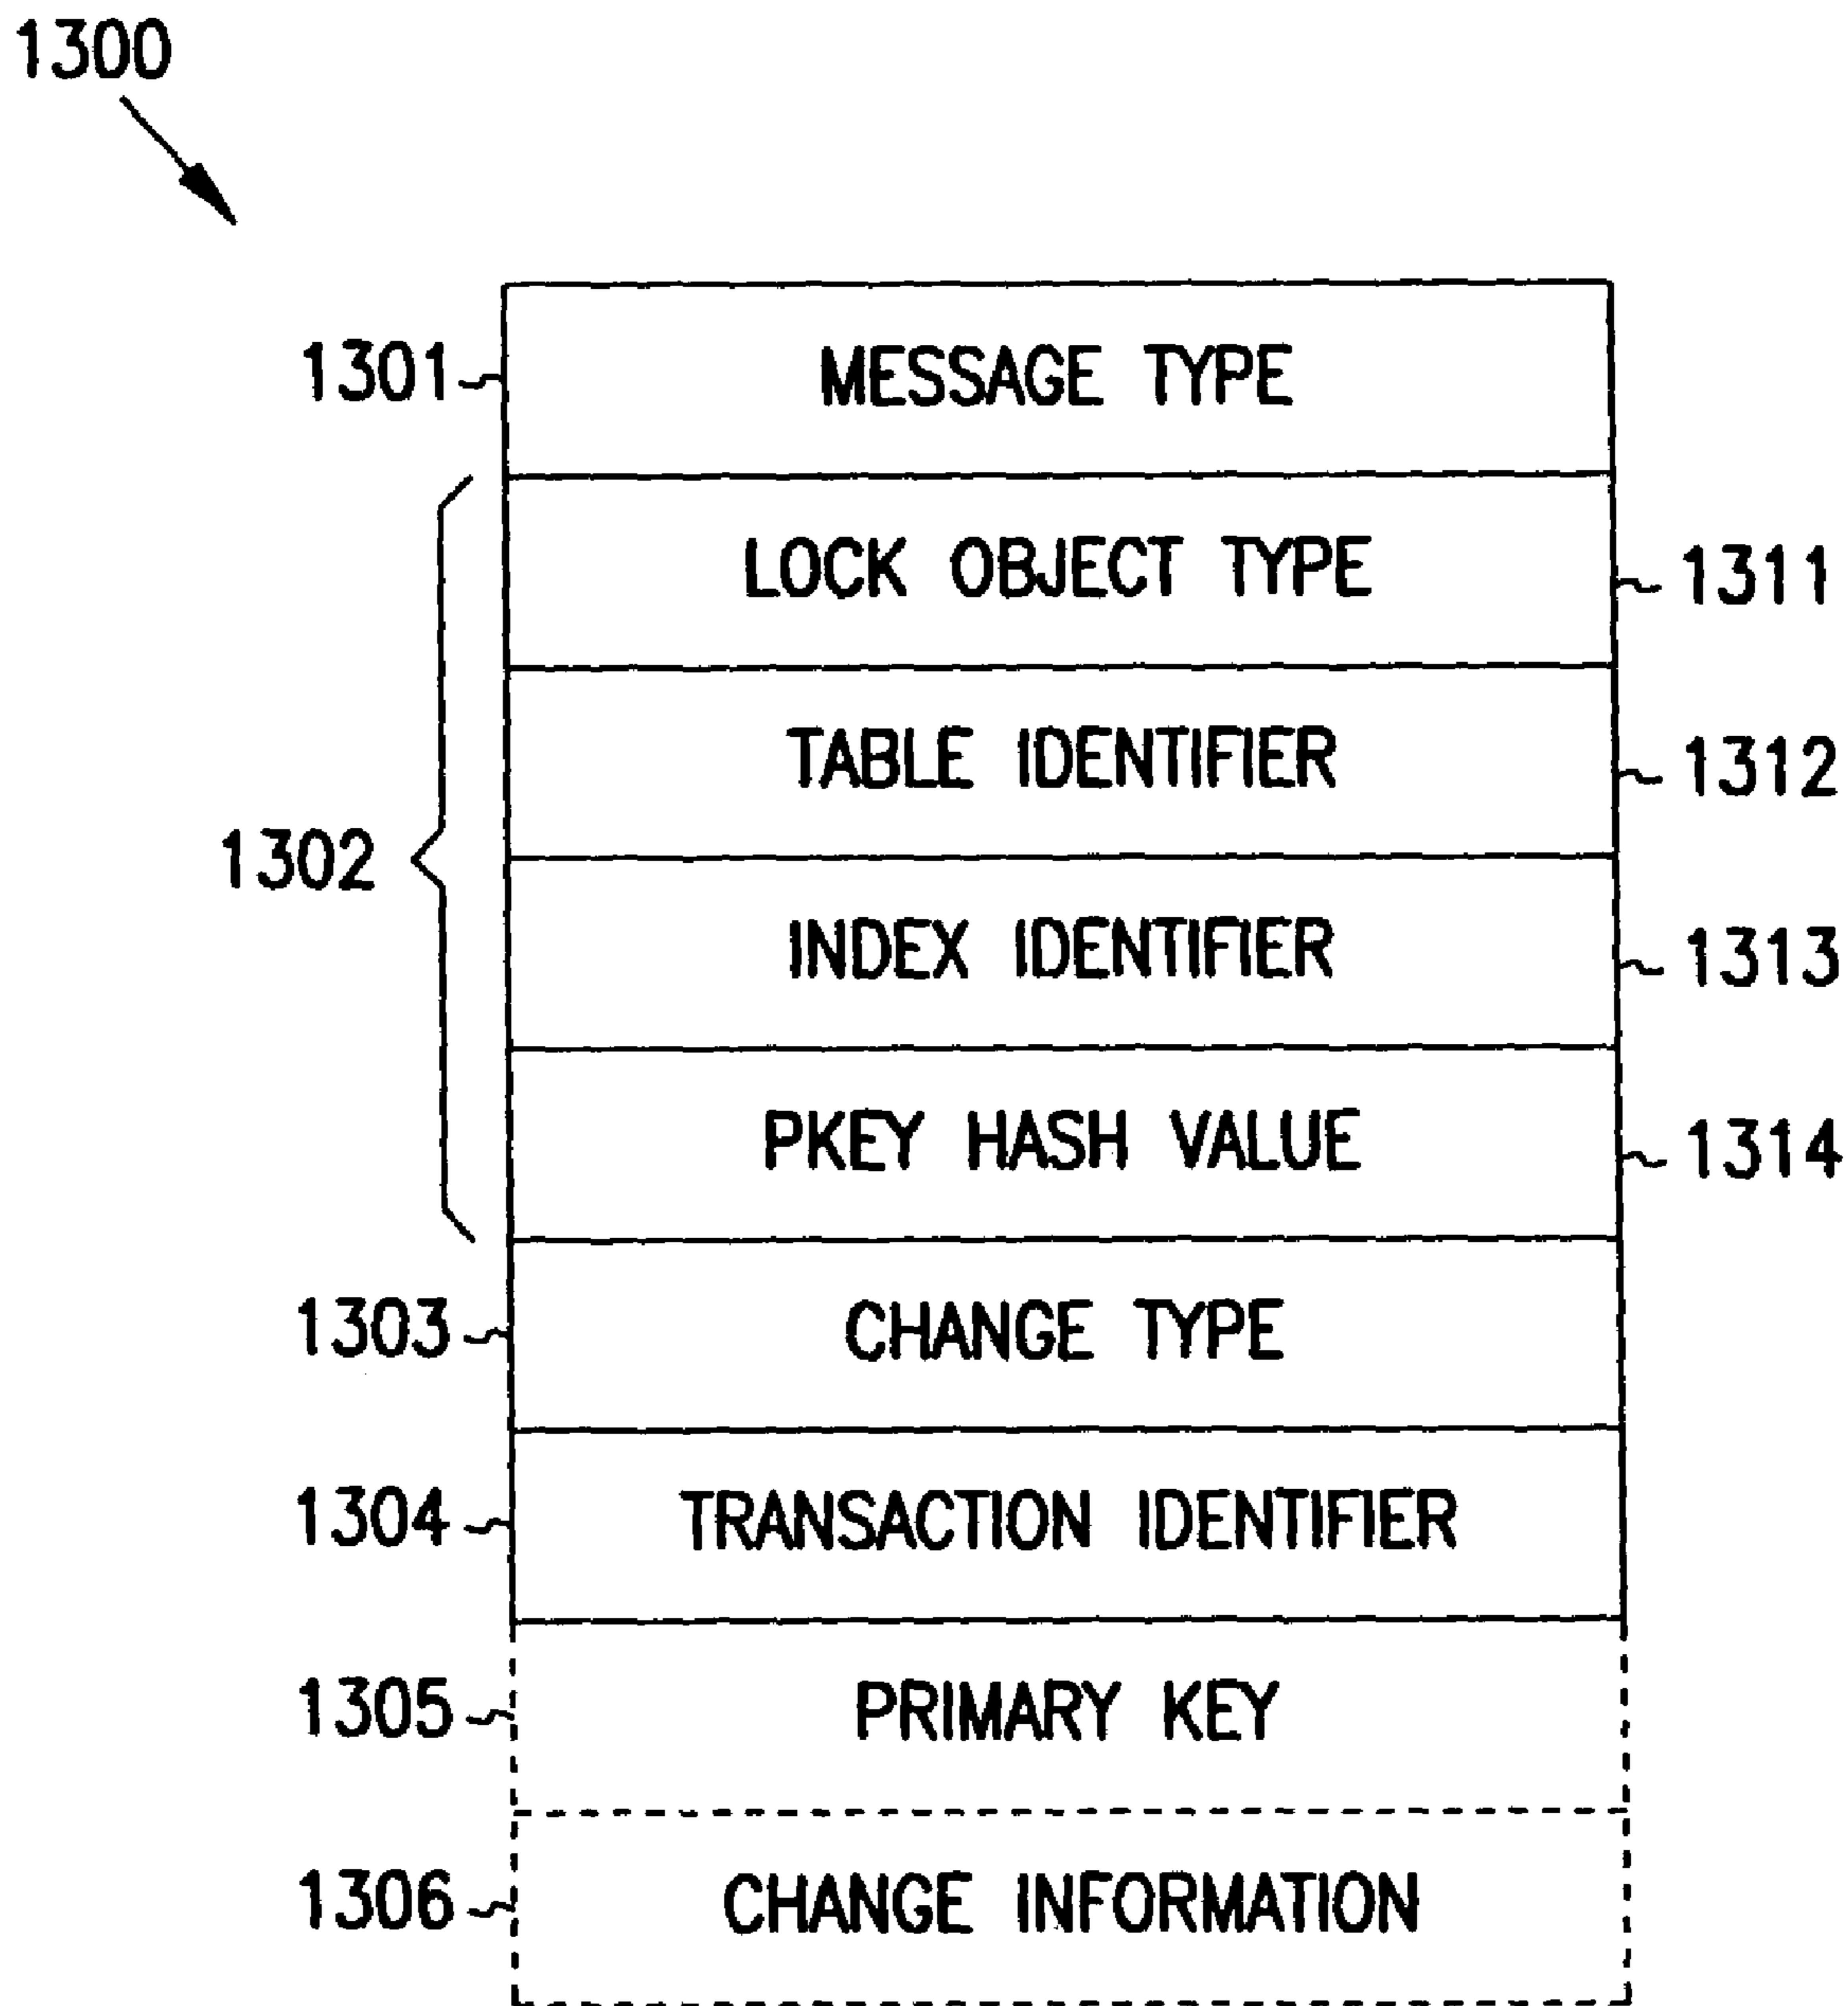 1300
1301 MESSAGE TYPE
LOCK OBJECT TYPE 1311
TABLE IDENTIFIER 1312
1302
INDEX IDENTIFIER 1313
PKEY HASH VALUE 1314
1303 CHANGE TYPE
1304 TRANSACTION IDENTIFIER
1305 PRIMARY KEY
1306 CHANGE INFORMATION